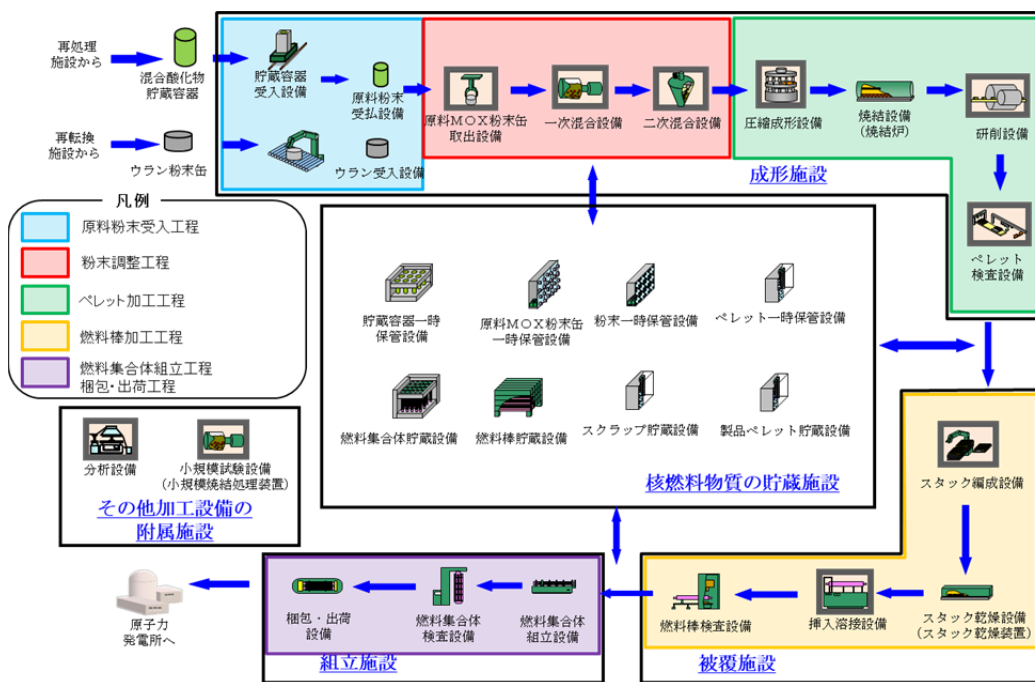 再処理
施設から
混合酸化物
貯蔵容器
貯蔵容器
受入設備
原料粉末
受払設備
原料MOX粉末缶
取出設備
一次混合設備
二次混合設備
圧縮成形設備
焼結設備
(焼結炉)
研削設備
再転換
施設から
ウラン粉末缶
ウラン受入設備
成形施設
ペレット
検査設備
凡例
原料粉末受入工程
粉末調整工程
ペレット加工工程
燃料棒加工工程
燃料集合体組立工程
梱包・出荷工程
貯蔵容器一時
保管設備
原料MOX粉末缶
一時保管設備
粉末一時保管設備
ペレット一時保管設備
燃料集合体貯蔵設備
燃料棒貯蔵設備
スクラップ貯蔵設備
製品ペレット貯蔵設備
核燃料物質の貯蔵施設
分析設備
小規模試験設備
(小規模焼結処理装置)
その他加工設備の
附属施設
スタック編成設備
スタック乾燥設備
(スタック乾燥装置)
挿入溶接設備
燃料棒検査設備
被覆施設
燃料集合体
組立設備
燃料集合体
検査設備
梱包・出荷
設備
組立施設
原子力
発電所へ